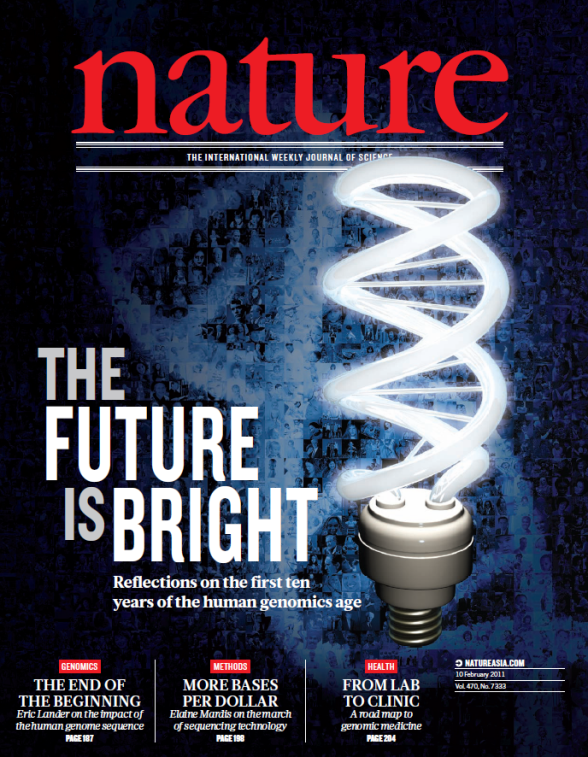 nature
THE INTERNATIONAL WEEKLY JOURNAL OF SCIENCE
THE
FUTURE
IS BRIGHT
Reflections on the first ten
years of the human genomics age
GENOMICS
THE END OF
THE BEGINNING
Eric Lander on the impact of
the human genome sequence
PAGE 187
METHODS
MORE BASES
PER DOLLAR
Elaine Mardis on the march
of sequencing technology
PAGE 198
HEALTH
FROM LAB
TO CLINIC
A road map to
genomic medicine
PAGE 204
NATUREASIA.COM
10 February 2011
Vol. 470, No. 7333